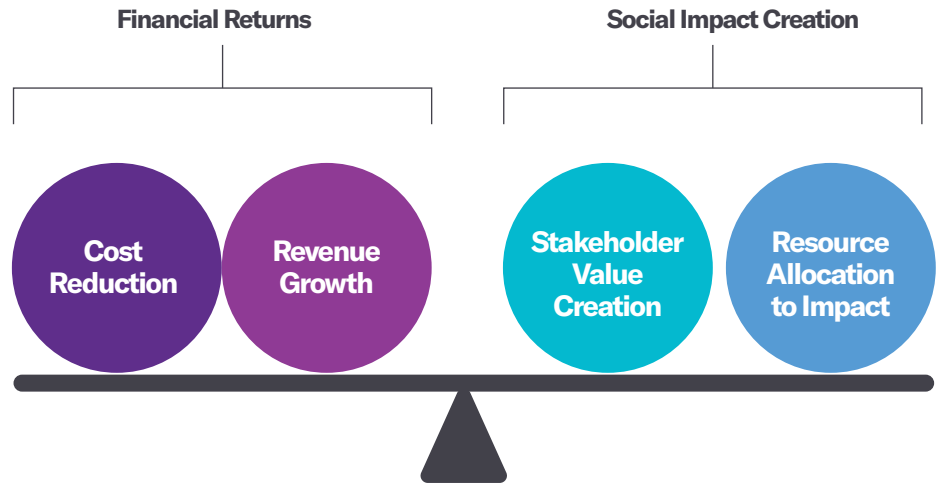 Financial Returns
Social Impact Creation
Cost
Reduction
Revenue
Growth
Stakeholder
Value
Creation
Resource
Allocation
to Impact